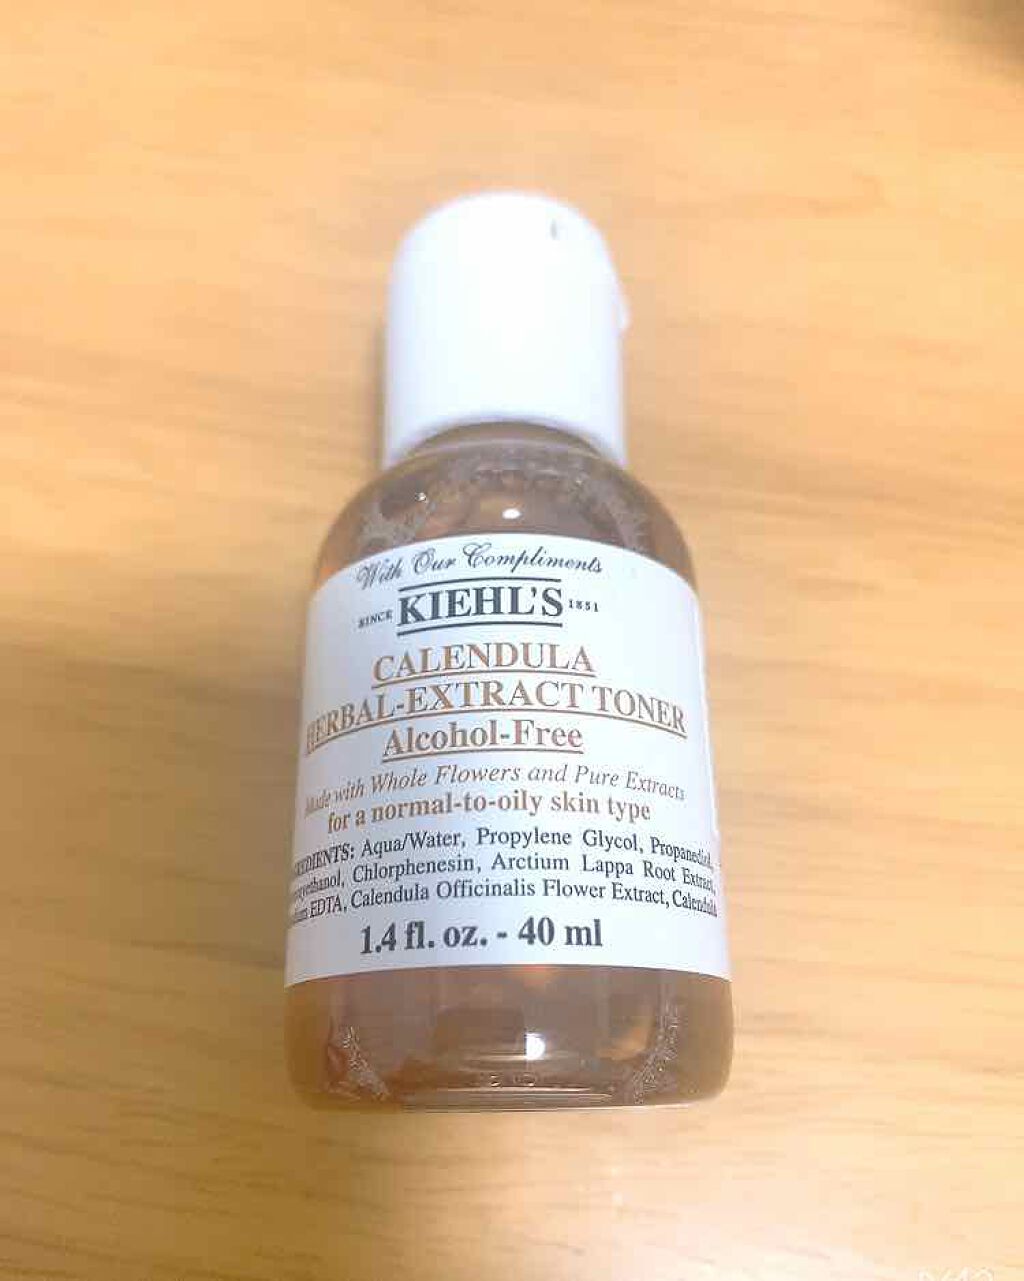 With Our Compliments
SINCE KIEHL'S 1851
CALENDULA
HERBAL-EXTRACT TONER
Alcohol-Free
Made with Whole Flowers and Pure Extracts
for a normal-to-oily skin type
Aqua/Water, Propylene Glycol,
Chlorphenesin, Arctium Lappa Root Extract,
EDTA, Calendula Officinalis Flower Extract, Calendula
1.4 fl. oz. - 40 ml